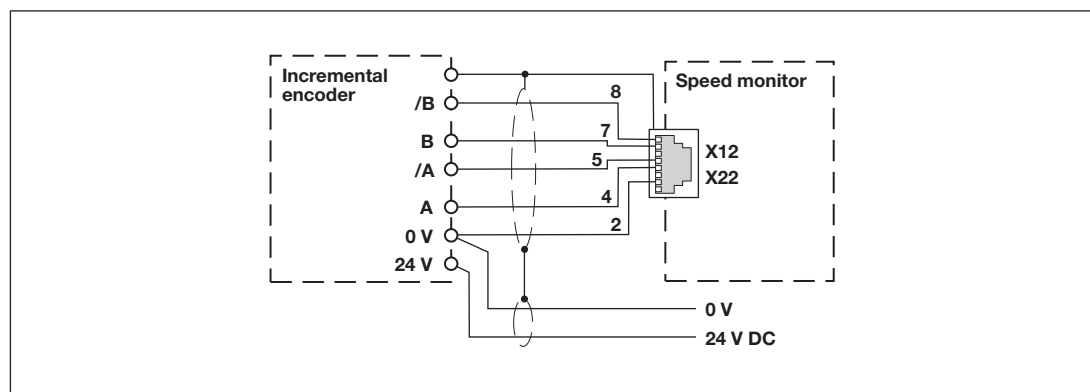 Incremental
encoder
Speed monitor
/B
8
B
7
X12
/A
5
X22
A
4
0 V
2
24 V
0 V
24 V DC